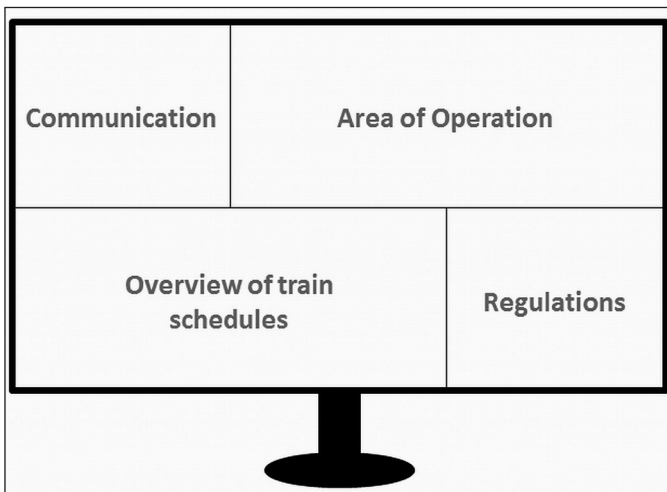 Communication
Area of Operation
Overview of train
schedules
Regulations